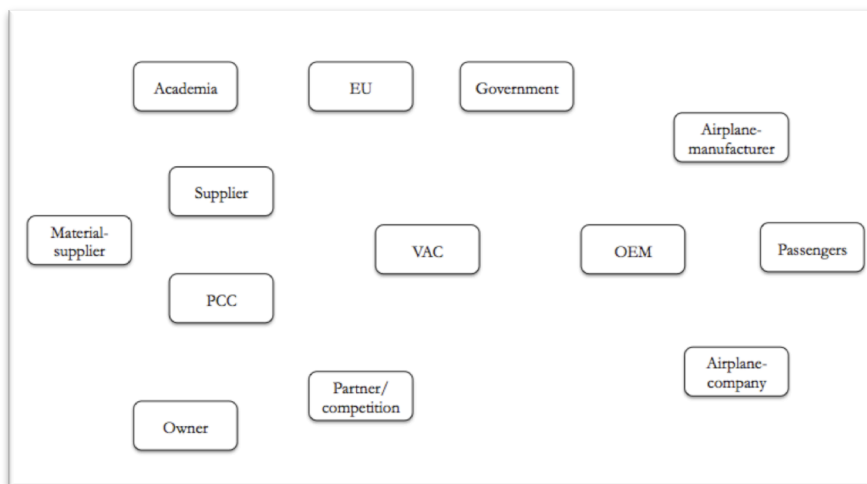 Academia
EU
Government
Airplane-
manufacturer
Supplier
Material-
supplier
VAC
OEM
Passengers
PCC
Airplane-
company
Partner/
competition
Owner